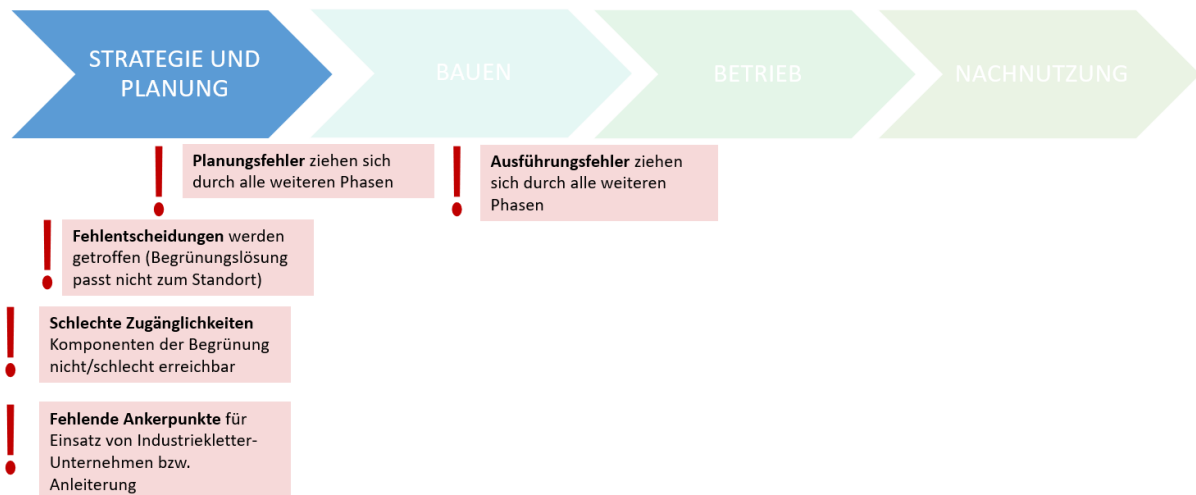 STRATEGIE UND
PLANUNG
BAUEN
BETRIEB
NACHNUTZUNG
Planungsfehler ziehen sich
durch alle weiteren Phasen
Ausführungsfehler ziehen
sich durch alle weiteren
Phasen
Fehlentscheidungen werden
getroffen (Begrünungslösung
passt nicht zum Standort)
Schlechte Zugänglichkeiten
Komponenten der Begrünung
nicht/schlecht erreichbar
Fehlende Ankerpunkte für
Einsatz von Industriekletter-
Unternehmen bzw.
Anleiterung